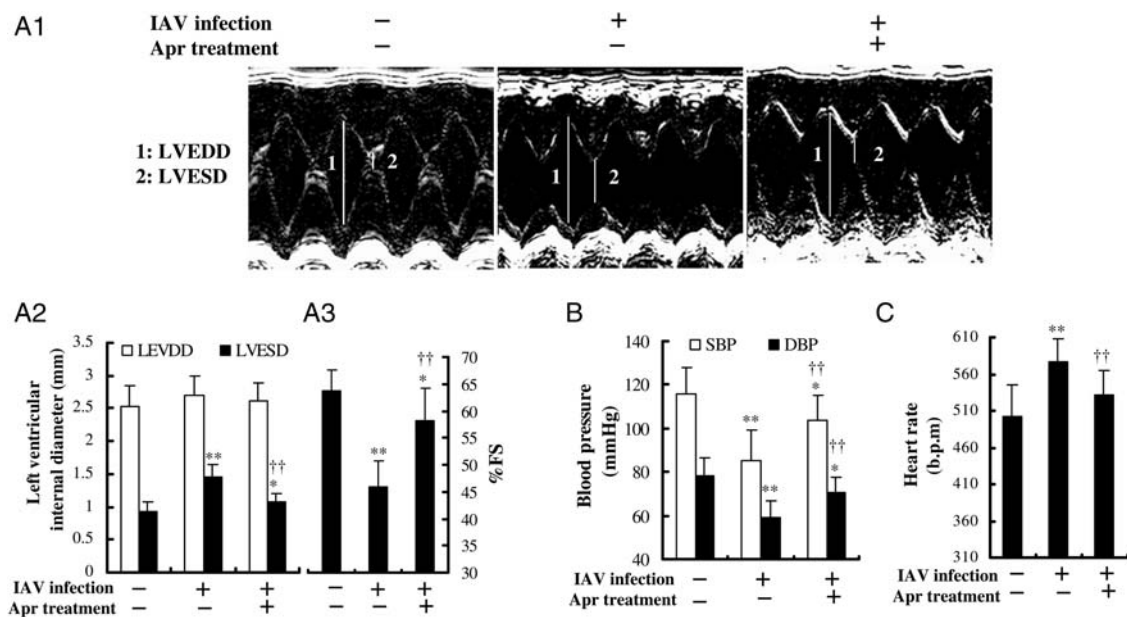 A1
IAV infection − + +
Apr treatment − − +
1: LVEDD
2: LVESD
1 2
1 2
1 2
A2
A3
B
C
3.5
3
2.5
2
1.5
1
0.5
0
Left ventricular
internal diameter (mm)
LEVDD LVESD
**
††
*
**
††
*
70
65
60
55
50
45
40
35
30
%FS
IAV infection − + + − + +
Apr treatment + +
140
120
100
80
60
40
Blood pressure
(mmHg)
SBP DBP
**
**
††
*
††
*
IAV infection − + +
Apr treatment +
610
560
510
460
410
360
310
Heart rate
(b.p.m)
**
††
IAV infection − + +
Apr treatment +